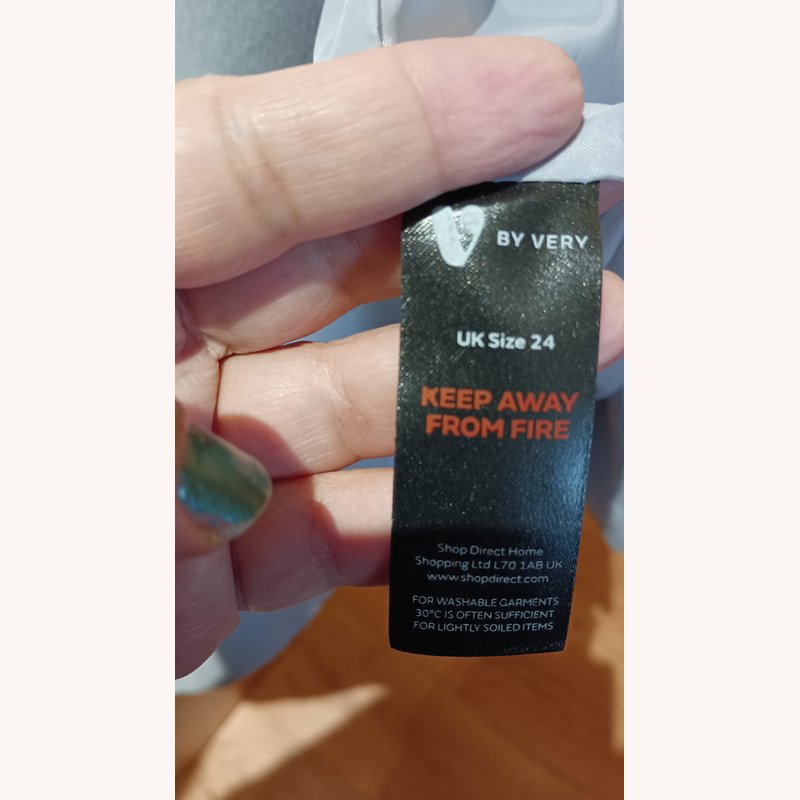 V BY VERY
UK Size 24
KEEP AWAY
FROM FIRE
Shop Direct Home
Shopping Ltd L70 1AB UK
www.shopdirect.com
FOR WASHABLE GARMENTS
30°C IS OFTEN SUFFICIENT
FOR LIGHTLY SOILED ITEMS